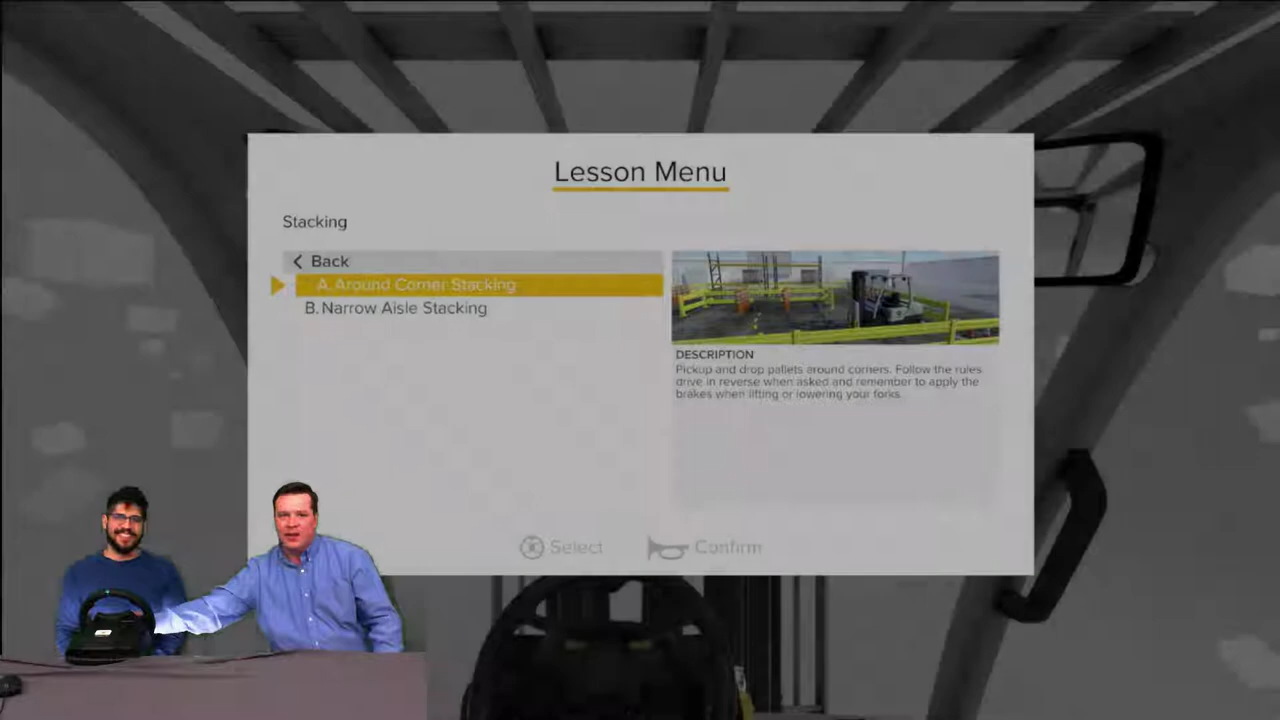 Lesson Menu
Stacking
Back
A. Around Corner Stacking
B. Narrow Aisle Stacking
DESCRIPTION
Pickup and drop pallets around corners. Follow the rules
drive in reverse when asked and remember to apply the
brakes when lifting or lowering your forks.
Select
Confirm